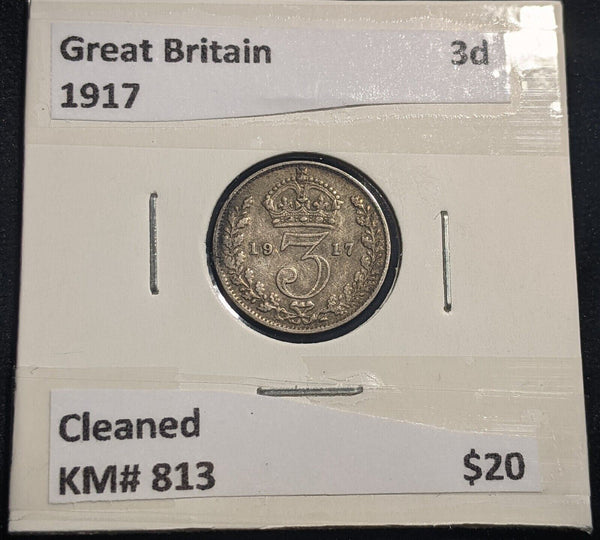 Great Britain 3d
1917
19 3 17
Cleaned
KM# 813 $20